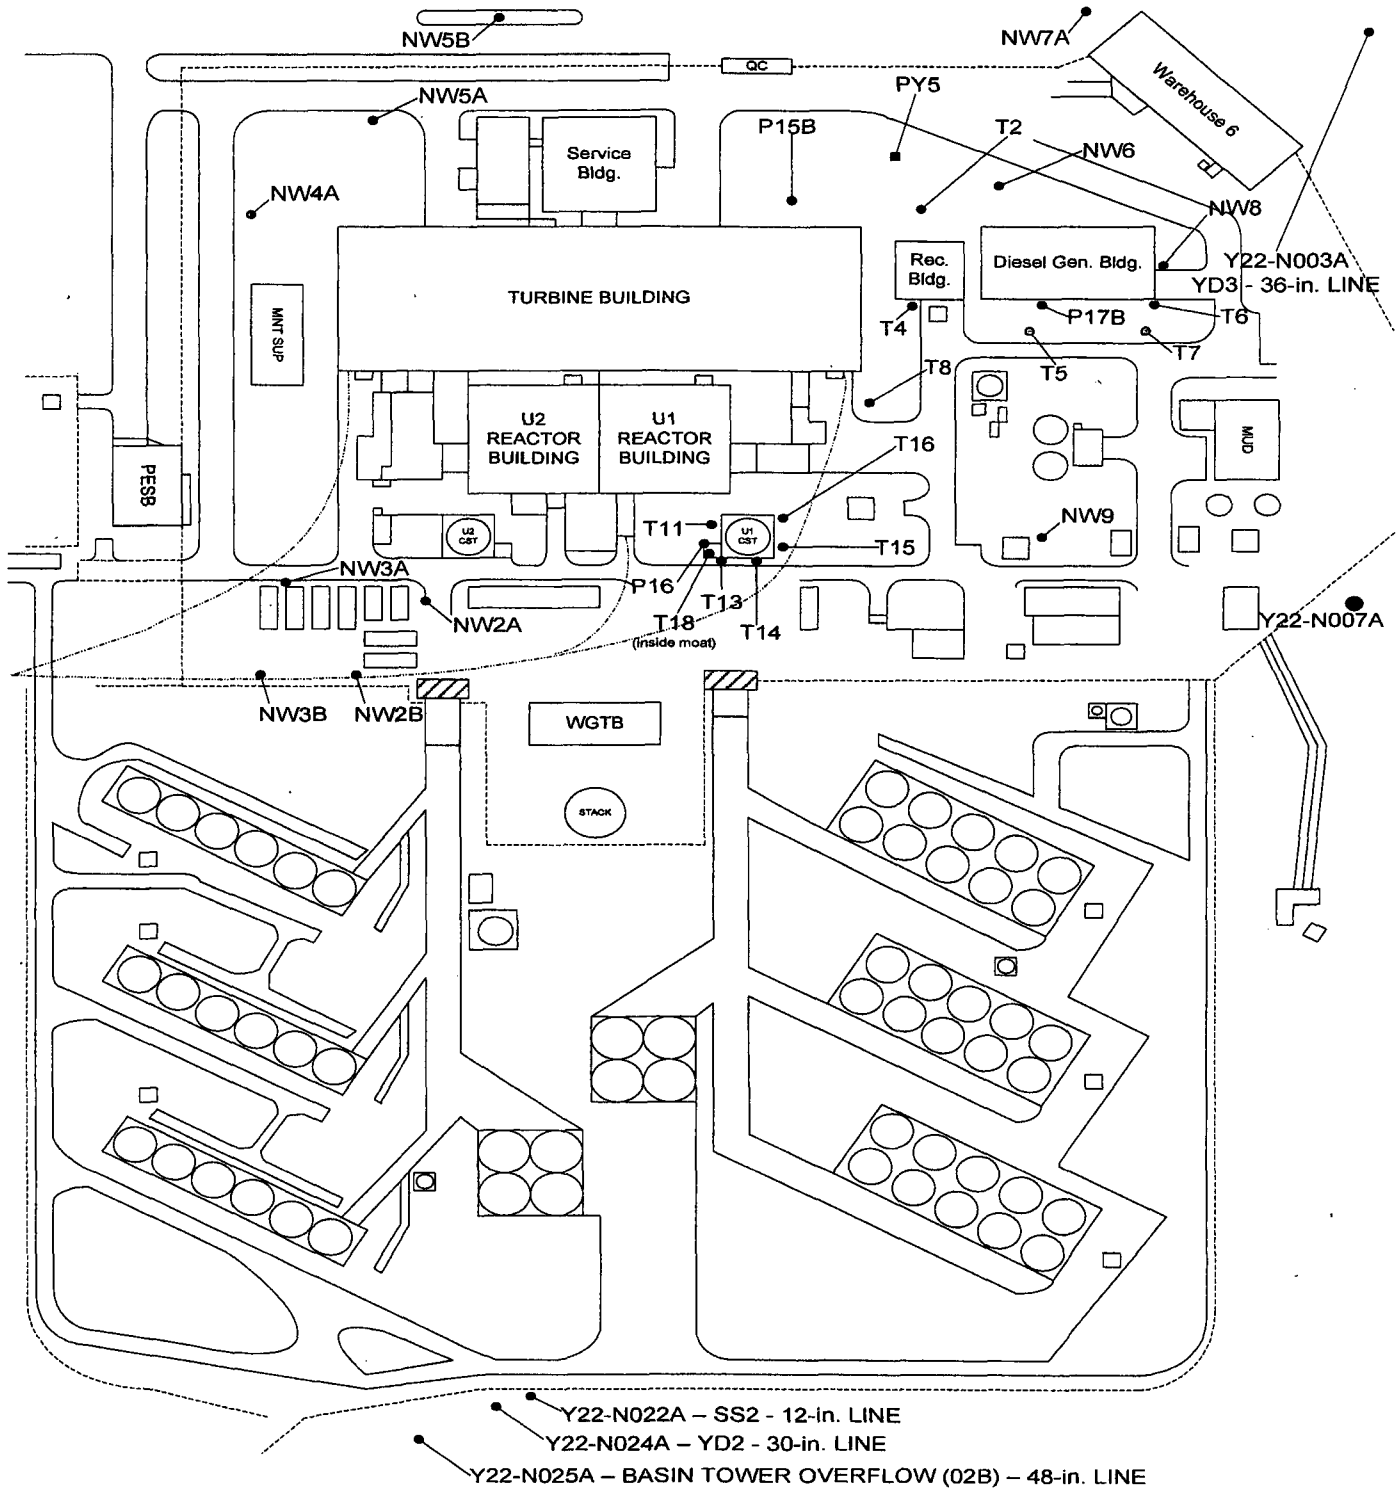 NW5B
NW7A
QC
Warehouse 6
NW5A
PY5
P15B
T2
Service
Bldg.
NW6
NW4A
NW8
Y22-N003A
YD3 - 36-in. LINE
Rec.
Bldg.
Diesel Gen. Bldg.
TURBINE BUILDING
MNT SUP
T4
P17B
T6
T7
T5
T8
U2
REACTOR
BUILDING
U1
REACTOR
BUILDING
T16
MUD
PESB
T11
U2
CST
U1
CST
NW9
T15
NW3A
P16
T13
NW2A
T18
(inside moat)
T14
Y22-N007A
NW3B
NW2B
WGTB
STACK
Y22-N022A – SS2 - 12-in. LINE
Y22-N024A – YD2 - 30-in. LINE
Y22-N025A – BASIN TOWER OVERFLOW (02B) – 48-in. LINE